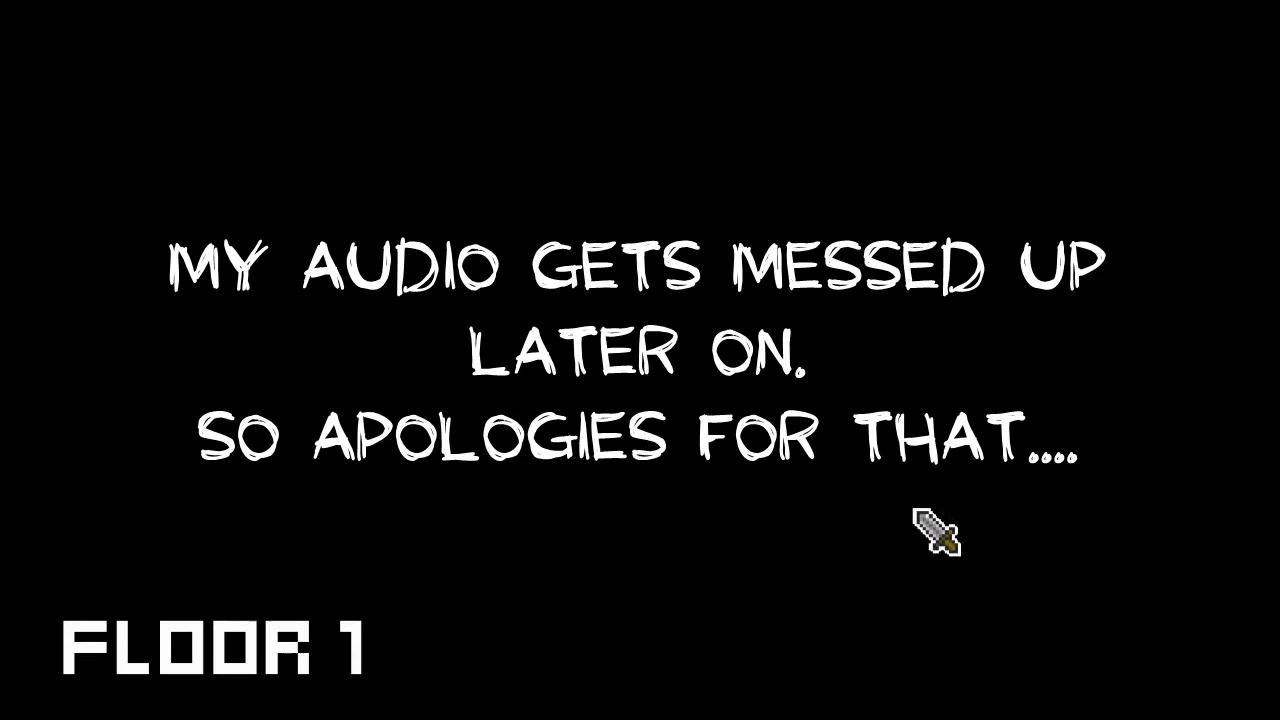 MY AUDIO GETS MESSED UP
LATER ON.
SO APOLOGIES FOR THAT....
FLOOR 1